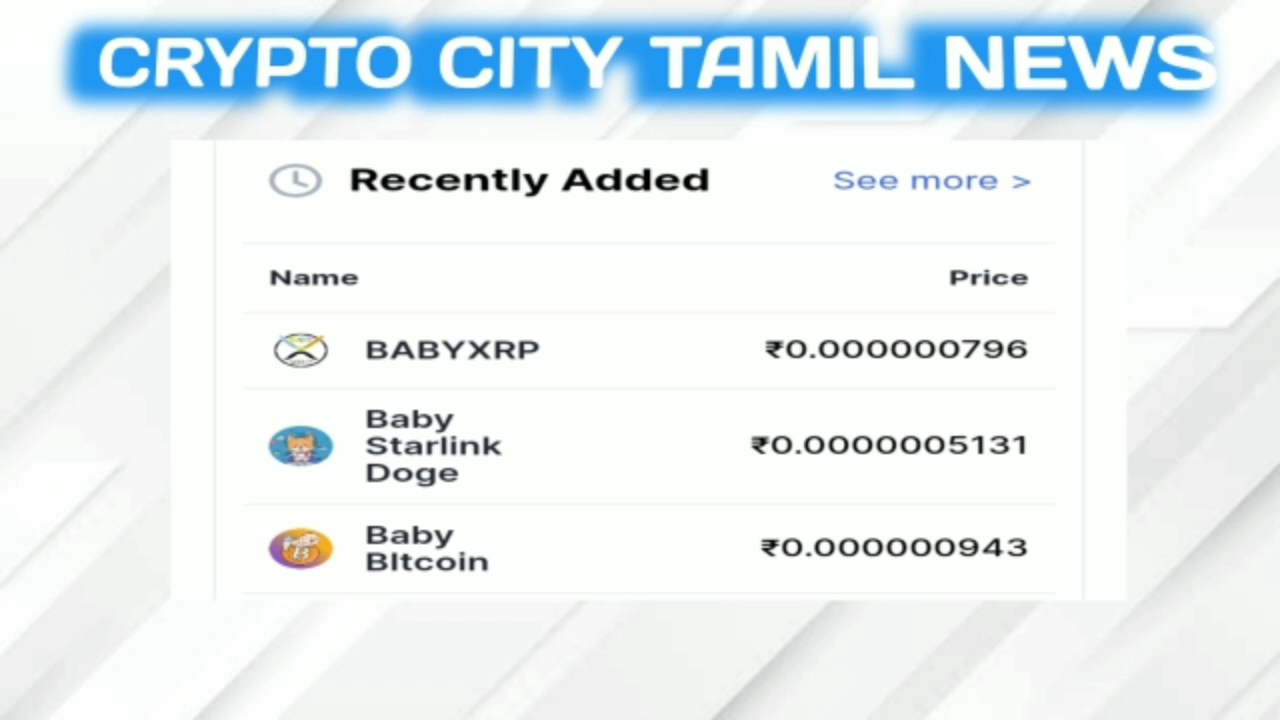 CRYPTO CITY TAMIL NEWS
Recently Added
See more >
Name
Price
BABYXRP
₹0.000000796
Baby
Starlink
Doge
₹0.0000005131
Baby
BItcoin
₹0.000000943